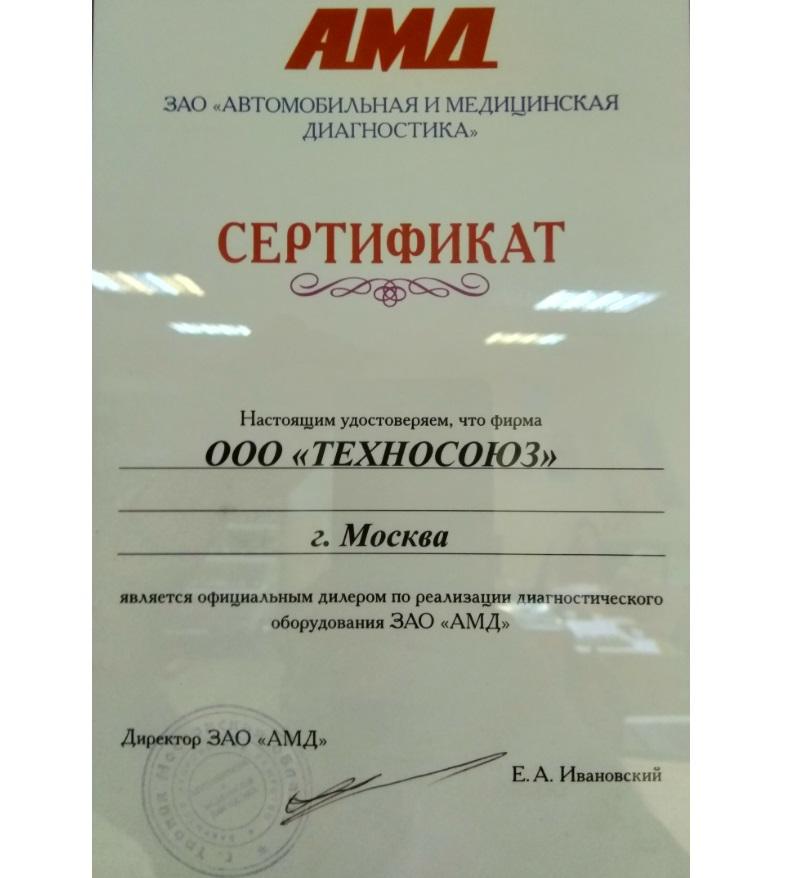 АМД
ЗАО «АВТОМОБИЛЬНАЯ И МЕДИЦИНСКАЯ
ДИАГНОСТИКА»
СЕРТИФИКАТ
Настоящим удостоверяем, что фирма
ООО «ТЕХНОСОЮЗ»
г. Москва
является официальным дилером по реализации диагностического
оборудования ЗАО «АМД»
Директор ЗАО «АМД»
Е. А. Ивановский